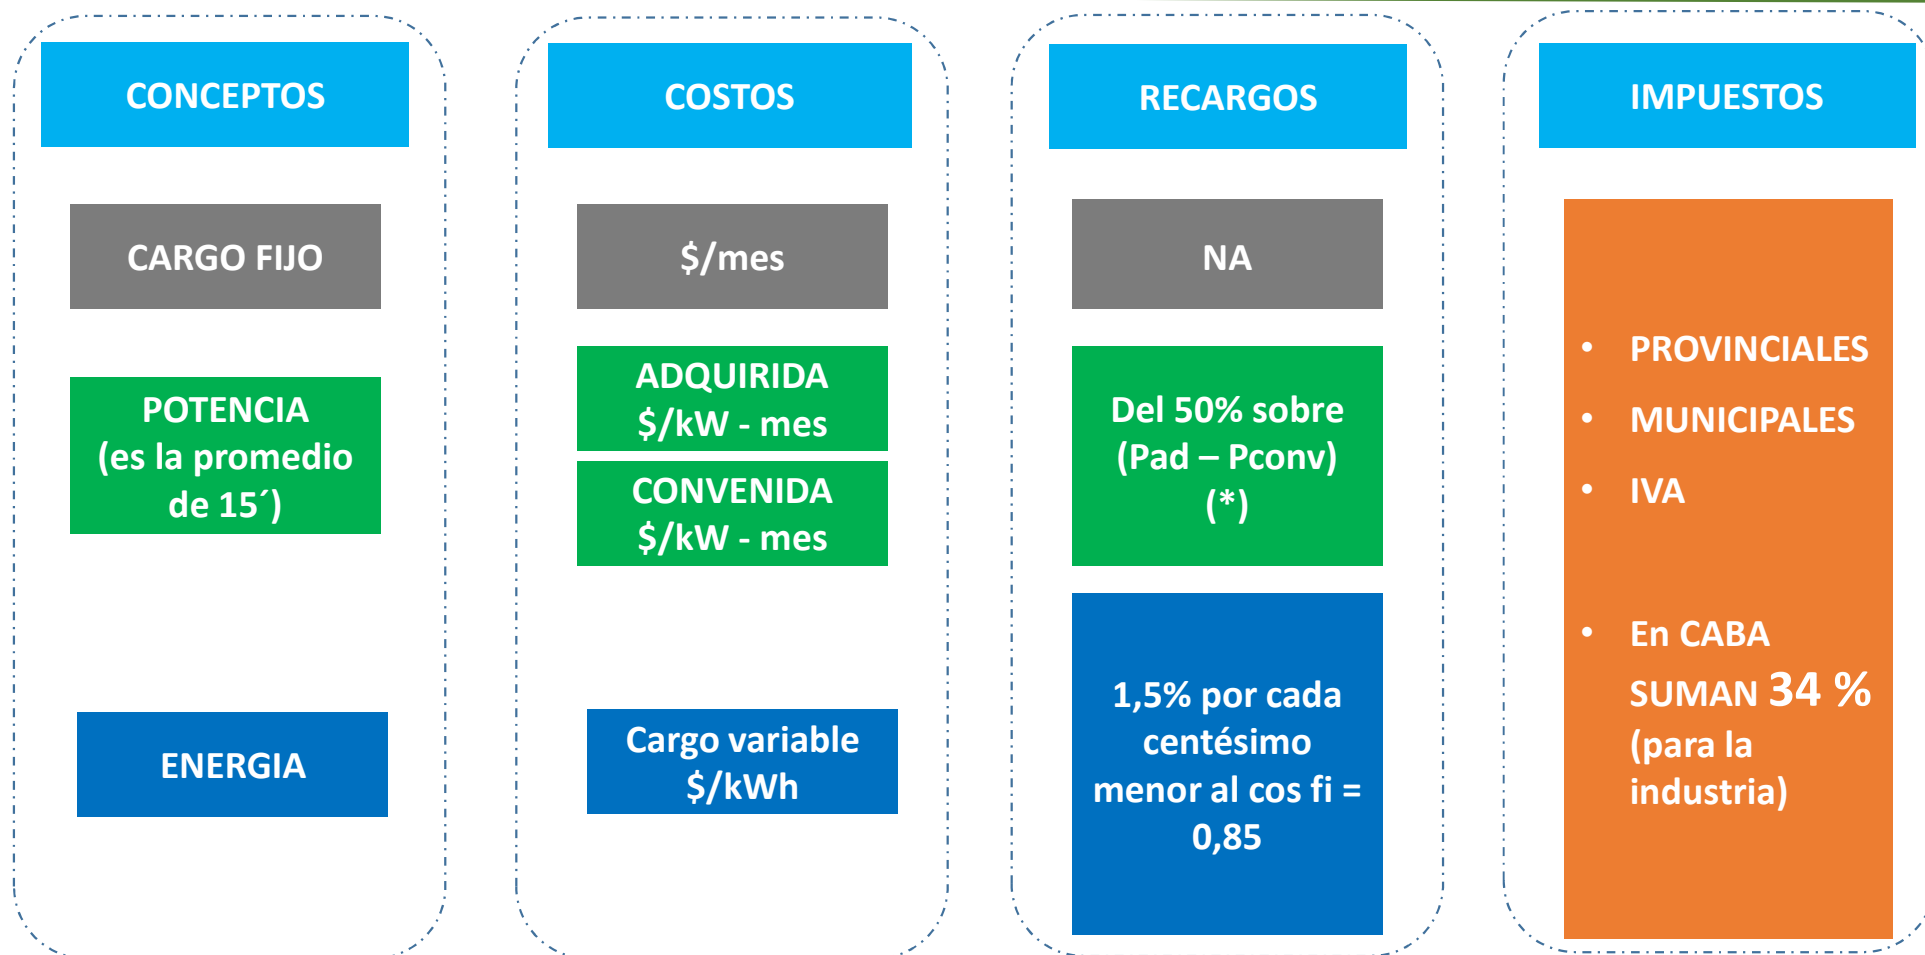 CONCEPTOS
CARGO FIJO
POTENCIA
(es la promedio
de 15´)
ENERGIA
COSTOS
$/mes
ADQUIRIDA
$/kW - mes
CONVENIDA
$/kW - mes
Cargo variable
$/kWh
RECARGOS
NA
Del 50% sobre
(Pad – Pconv)
(*)
1,5% por cada
centésimo
menor al cos fi =
0,85
IMPUESTOS
• PROVINCIALES
• MUNICIPALES
• IVA
• En CABA
SUMAN 34 %
(para la
industria)